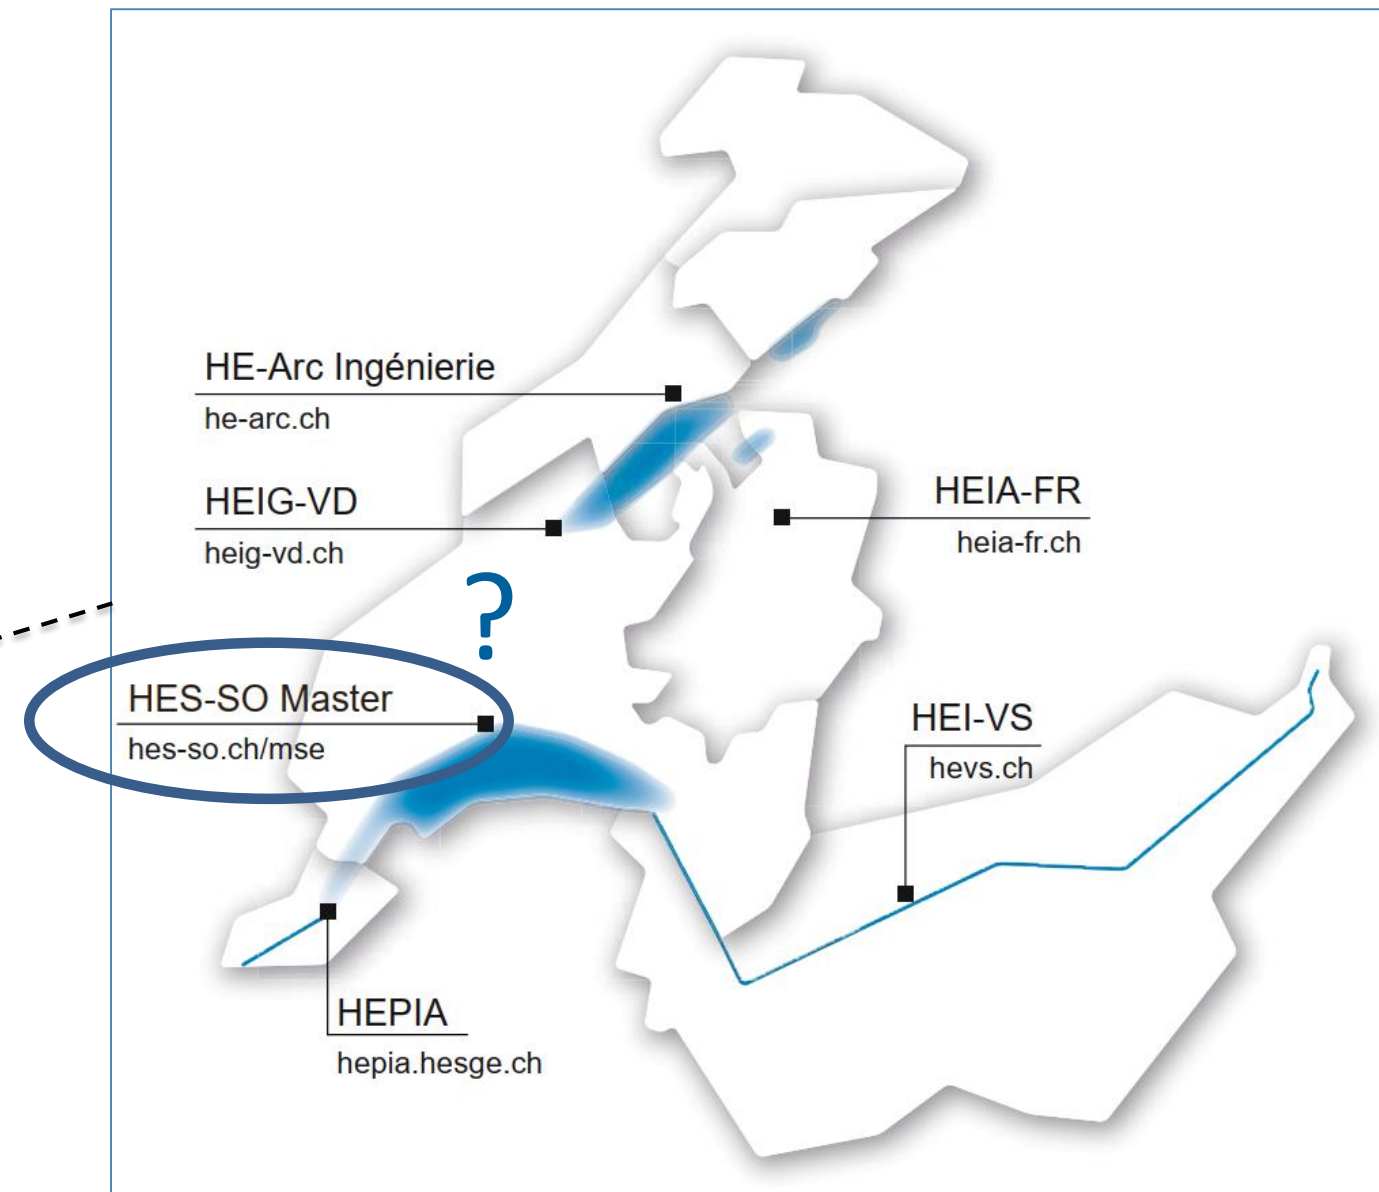 HE-Arc Ingénierie
he-arc.ch
HEIG-VD
heig-vd.ch
HEIA-FR
heia-fr.ch
?
HES-SO Master
hes-so.ch/mse
HEI-VS
hevs.ch
HEPIA
hepia.hesge.ch